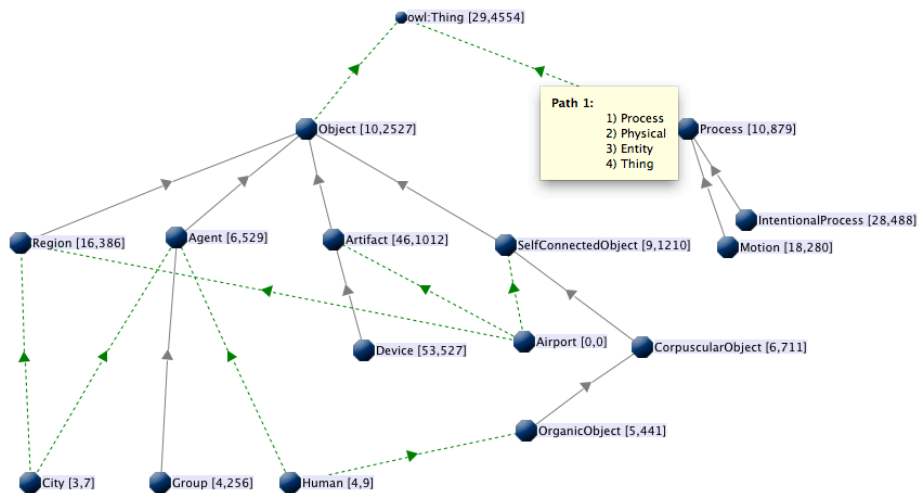 owl:Thing [29,4554]
Path 1:
1) Process
2) Physical
3) Entity
4) Thing
Object [10,2527]
Process [10,879]
IntentionalProcess [28,488]
Motion [18,280]
Region [16,386]
Agent [6,529]
Artifact [46,1012]
SelfConnectedObject [9,1210]
Device [53,527]
Airport [0,0]
CorpuscularObject [6,711]
OrganicObject [5,441]
City [3,7]
Group [4,256]
Human [4,9]